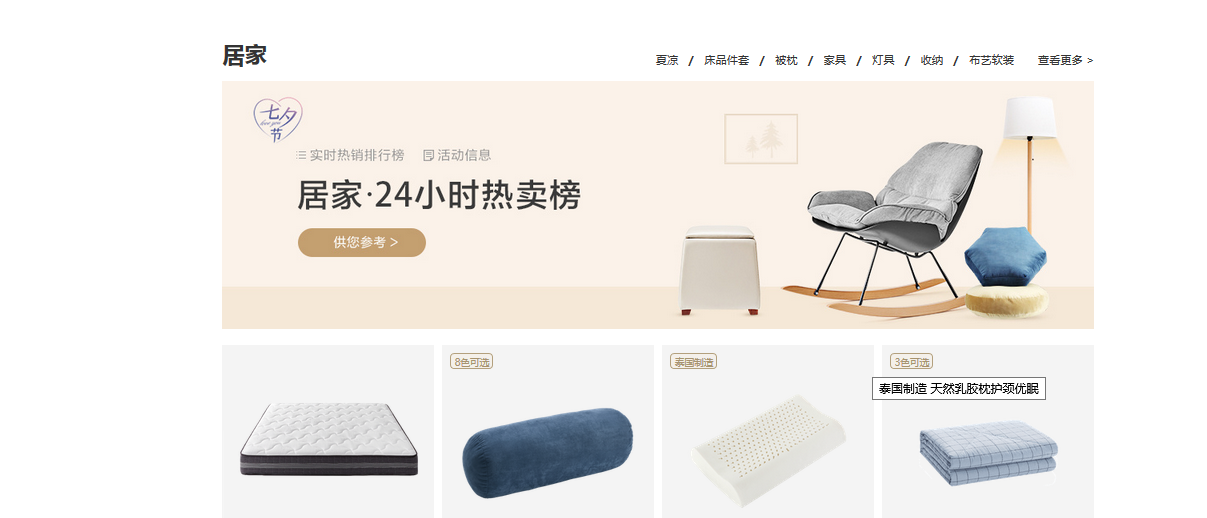 居家
夏凉 / 床品件套 / 被枕 / 家具 / 灯具 / 收纳 / 布艺软装 查看更多 >
七夕
love you
节
实时热销排行榜 活动信息
居家·24小时热卖榜
供您参考 >
8色可选
泰国制造
3色可选
泰国制造 天然乳胶枕护颈优眠